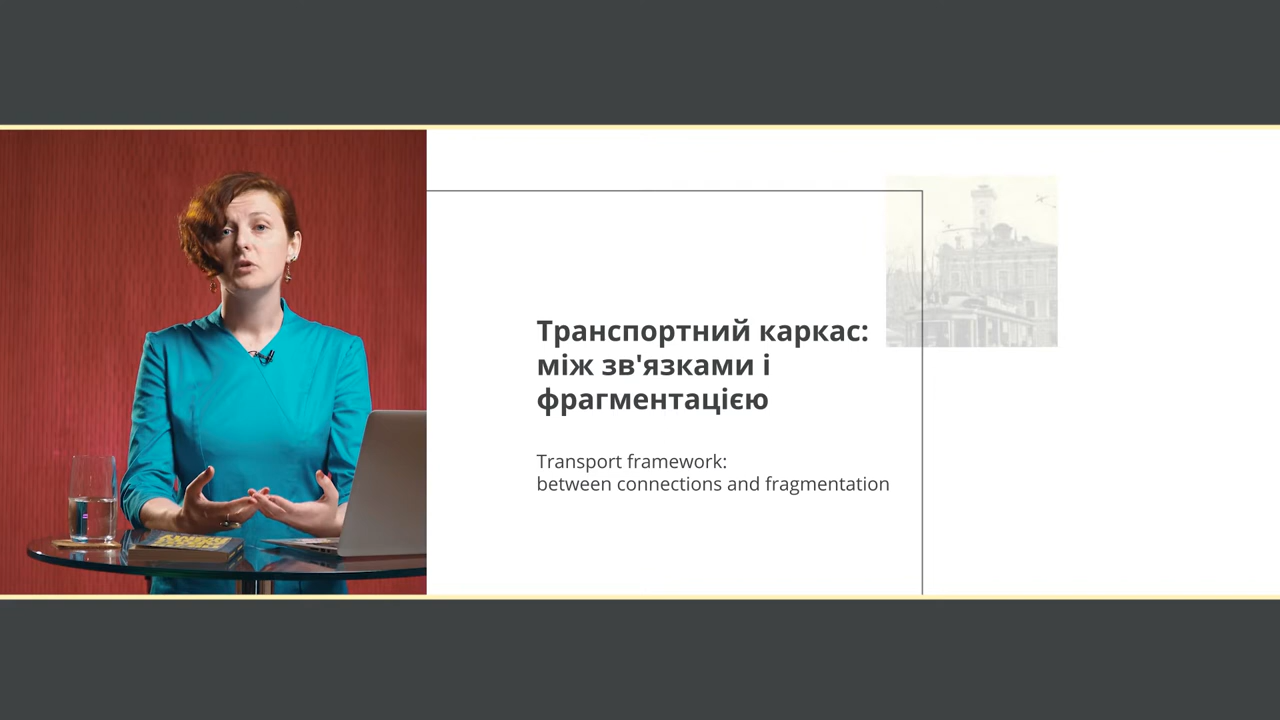 Транспортний каркас:
між зв'язками і
фрагментацією
Transport framework:
between connections and fragmentation